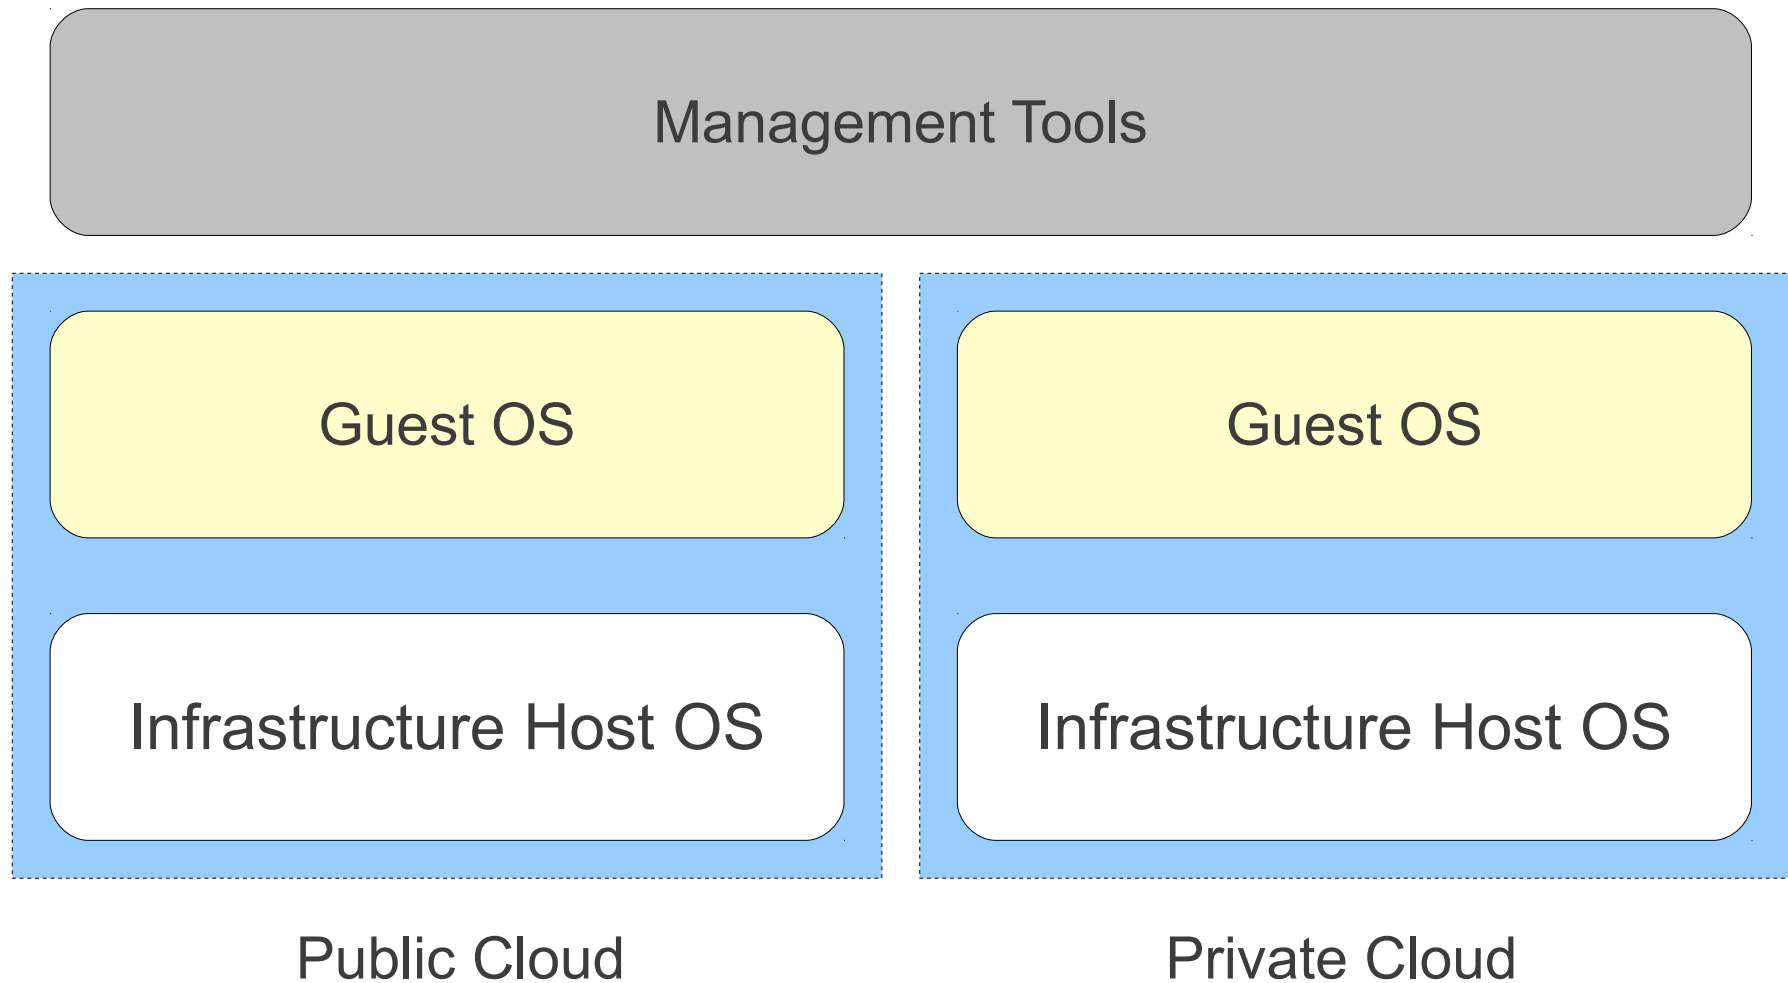 Management Tools
Guest OS
Guest OS
Infrastructure Host OS
Infrastructure Host OS
Public Cloud
Private Cloud